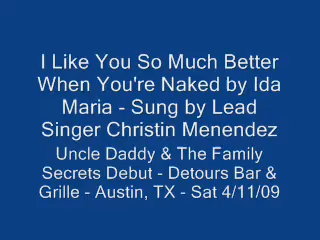 I Like You So Much Better
When You're Naked by Ida
Maria - Sung by Lead
Singer Christin Menendez
Uncle Daddy & The Family
Secrets Debut - Detours Bar &
Grille - Austin, TX - Sat 4/11/09